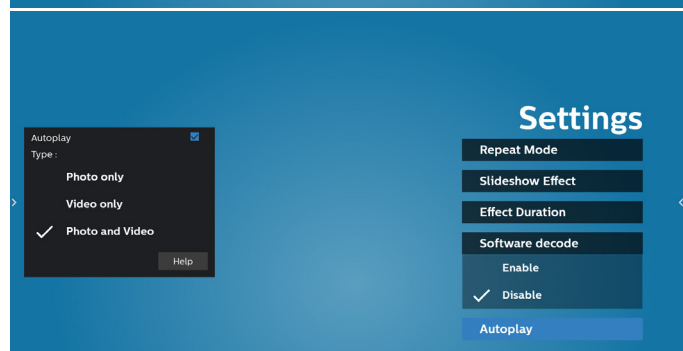 Settings
Autoplay
Type :
Photo only
Video only
Photo and Video
Help
Repeat Mode
Slideshow Effect
Effect Duration
Software decode
Enable
Disable
Autoplay